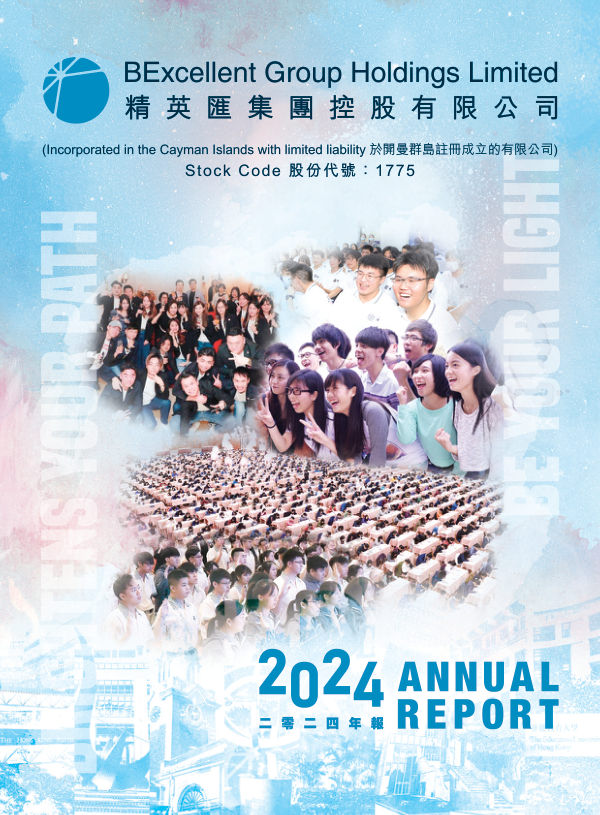 BExcellent Group Holdings Limited
精英匯集團控股有限公司
(Incorporated in the Cayman Islands with limited liability 於開曼群島註冊成立的有限公司)
Stock Code 股份代號：1775
YOUR PATH
BE YOUR LIGHT
2024 ANNUAL REPORT
二零二四年報